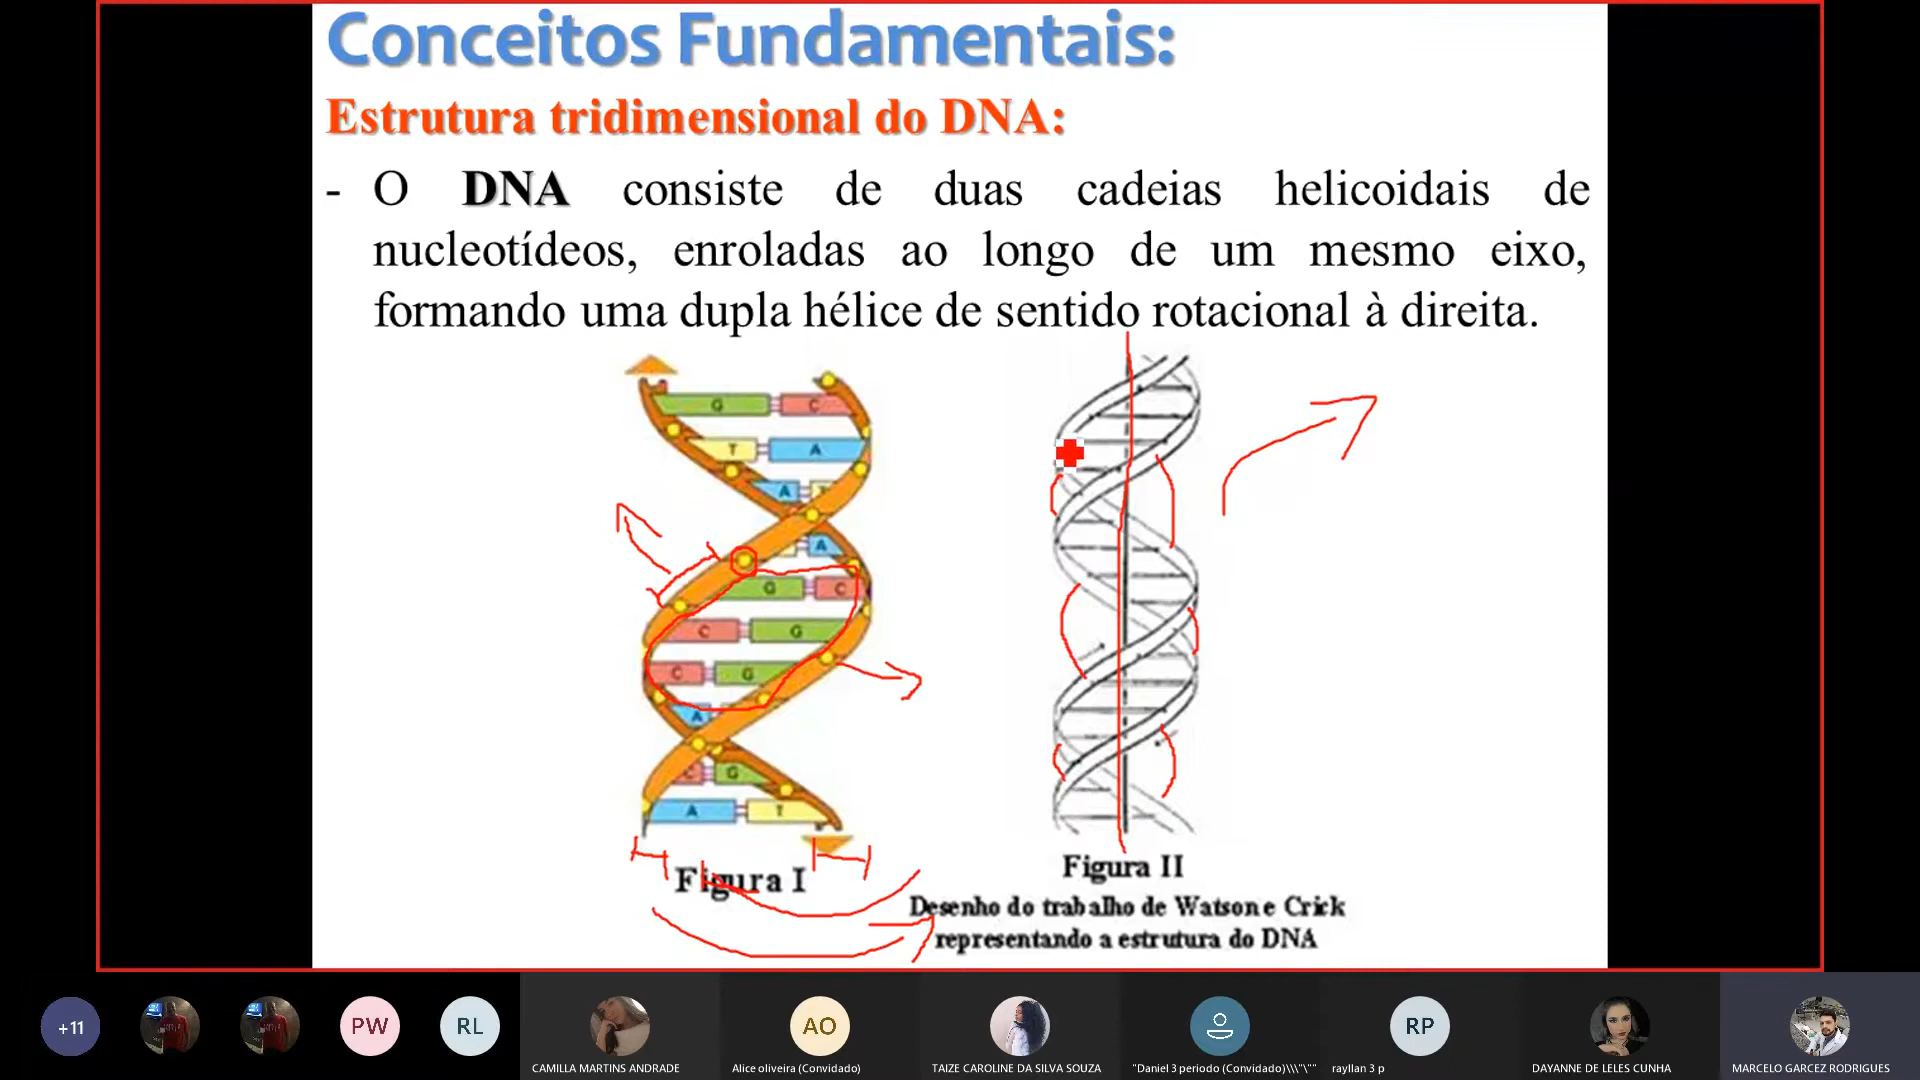 Conceitos Fundamentais:
Estrutura tridimensional do DNA:
- O DNA consiste de duas cadeias helicoidais de
nucleotídeos, enroladas ao longo de um mesmo eixo,
formando uma dupla hélice de sentido rotacional à direita.
G C
T A
A T
A
G C
C G
C G
A
C G
A T
Figura I
Figura II
Desenho do trabalho de Watson e Crick
representando a estrutura do DNA
+11
PW
RL
AO
RP
CAMILLA MARTINS ANDRADE
Alice oliveira (Convidado)
TAIZE CAROLINE DA SILVA SOUZA
"Daniel 3 periodo (Convidado)\\\"\""
rayllan 3 p
DAYANNE DE LELES CUNHA
MARCELO GARCEZ RODRIGUES